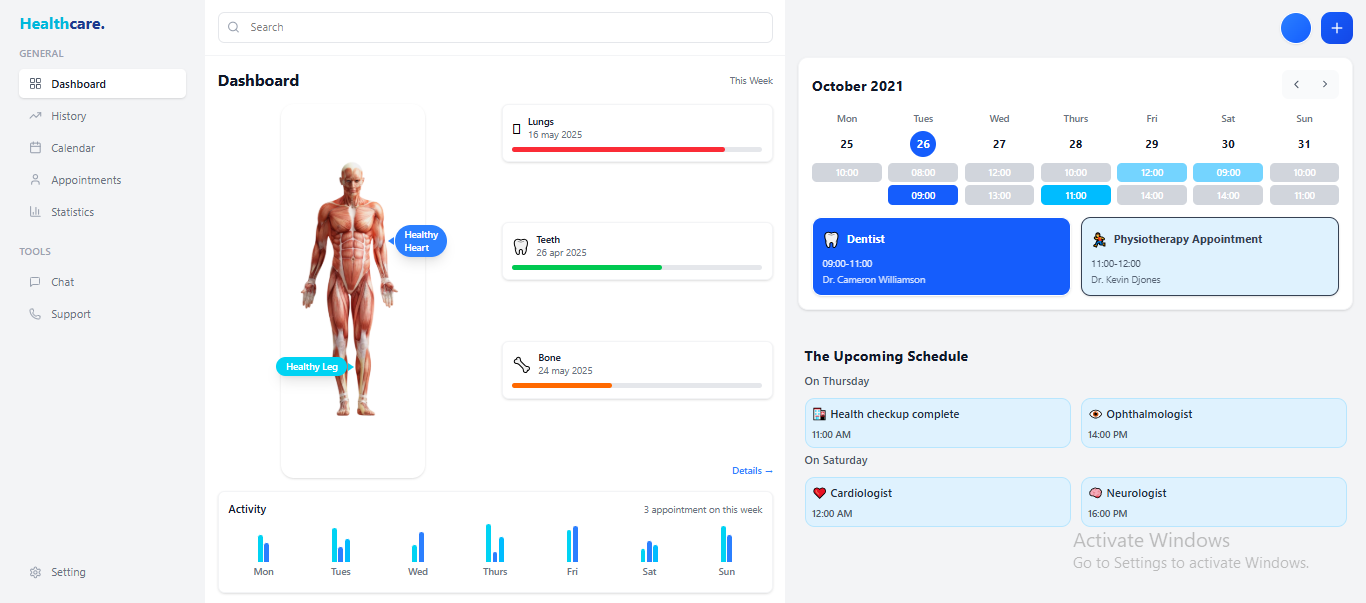 Healthcare.
GENERAL
Dashboard
History
Calendar
Appointments
Statistics
TOOLS
Chat
Support
Setting
Search
Dashboard
This Week
Healthy
Heart
Healthy Leg
Lungs
16 may 2025
Teeth
26 apr 2025
Bone
24 may 2025
Details →
Activity
3 appointment on this week
Mon Tues Wed Thurs Fri Sat Sun
October 2021
Mon Tues Wed Thurs Fri Sat Sun
25 26 27 28 29 30 31
10:00 08:00 12:00 10:00 12:00 09:00 10:00
09:00 13:00 11:00 14:00 14:00 11:00
Dentist
09:00-11:00
Dr. Cameron Williamson
Physiotherapy Appointment
11:00-12:00
Dr. Kevin Djones
The Upcoming Schedule
On Thursday
Health checkup complete
11:00 AM
Ophthalmologist
14:00 PM
On Saturday
Cardiologist
12:00 AM
Neurologist
16:00 PM
Activate Windows
Go to Settings to activate Windows.